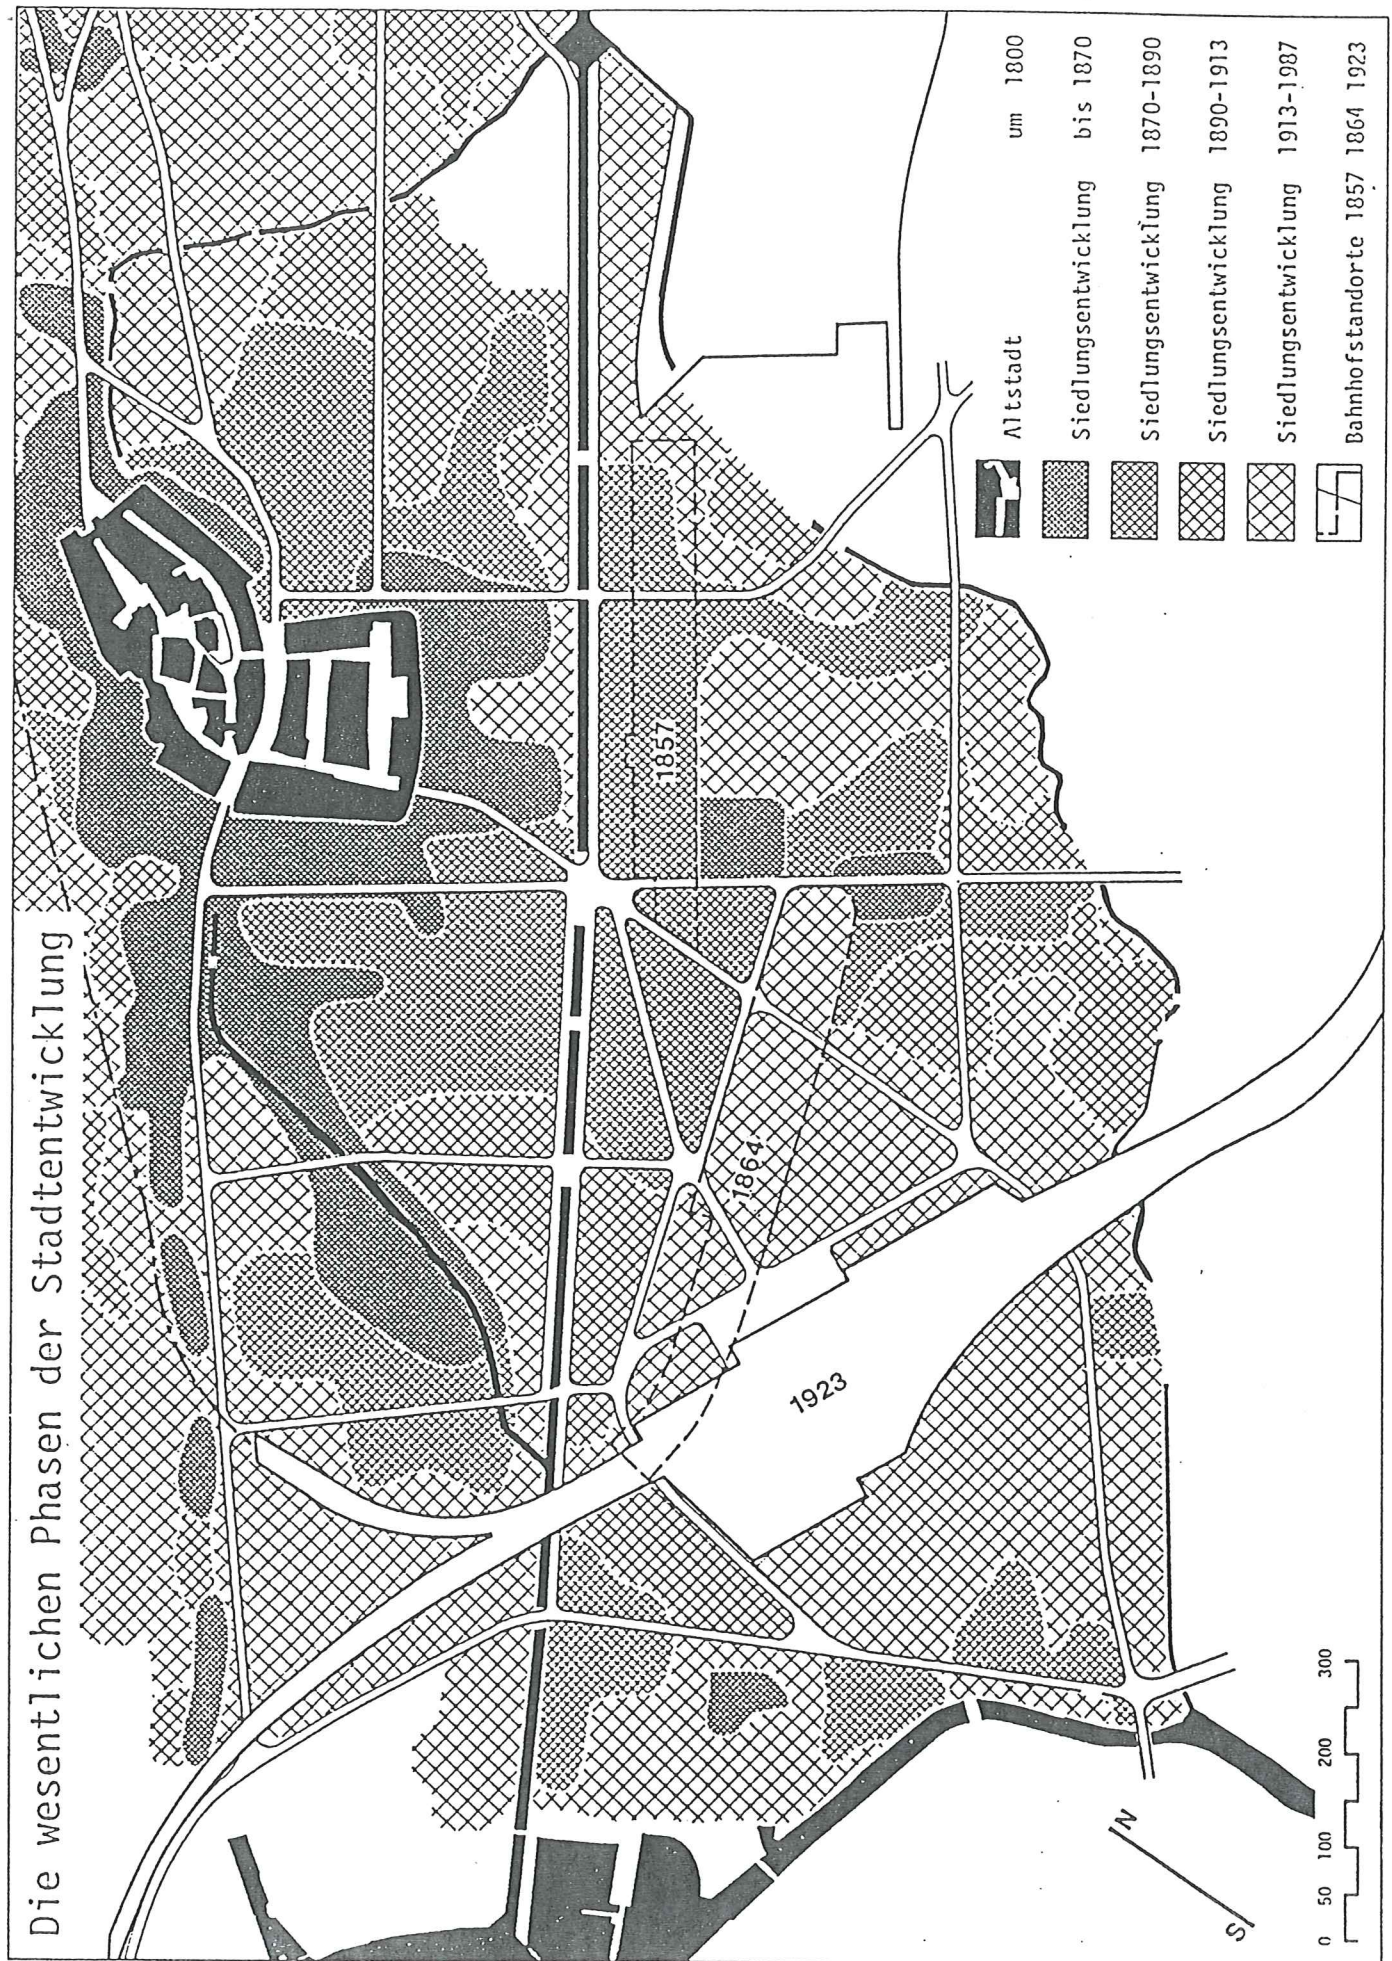 Die wesentlichen Phasen der Stadtentwicklung
1857
1864
1923
Altstadt um 1800
Siedlungsentwicklung bis 1870
Siedlungsentwicklung 1870-1890
Siedlungsentwicklung 1890-1913
Siedlungsentwicklung 1913-1987
Bahnhofstandorte 1857 1864 1923
S N
0 50 100 200 300